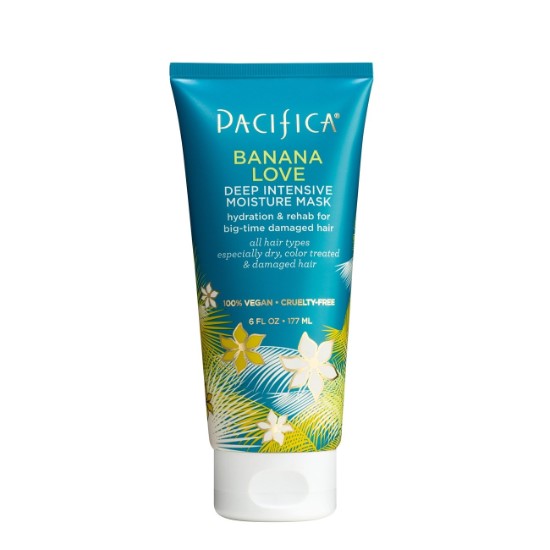 PACIFICA®
BANANA
LOVE
DEEP INTENSIVE
MOISTURE MASK
hydration & rehab for
big-time damaged hair
all hair types
especially dry, color treated
& damaged hair
100% VEGAN • CRUELTY-FREE
6 FL OZ • 177 ML